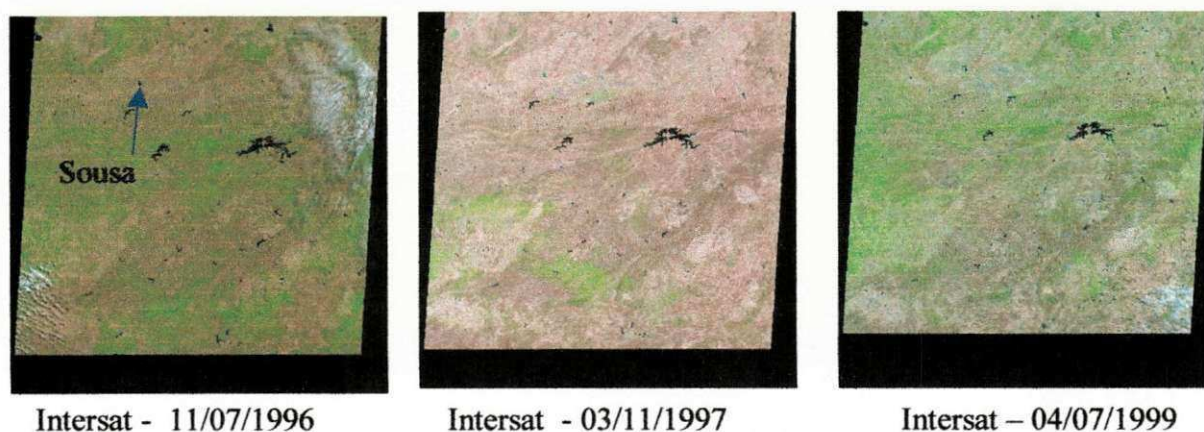 Sousa
Intersat - 11/07/1996
Intersat - 03/11/1997
Intersat – 04/07/1999